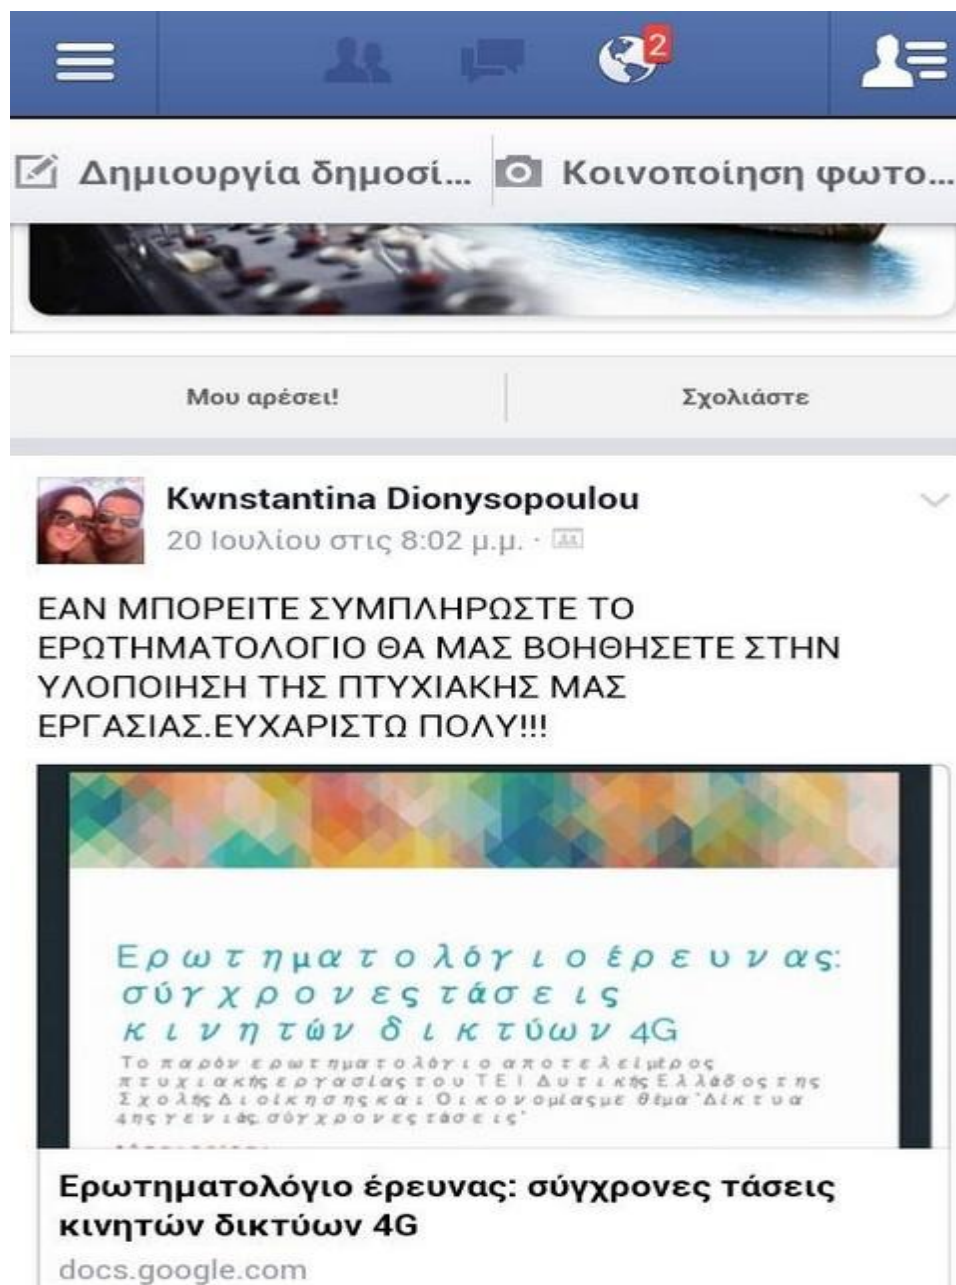 2
Δημιουργία δημοσί... Κοινοποίηση φωτο...
Μου αρέσει! Σχολιάστε
Kwnstantina Dionysopoulou
20 Ιουλίου στις 8:02 μ.μ. ·
ΕΑΝ ΜΠΟΡΕΙΤΕ ΣΥΜΠΛΗΡΩΣΤΕ ΤΟ
ΕΡΩΤΗΜΑΤΟΛΟΓΙΟ ΘΑ ΜΑΣ ΒΟΗΘΗΣΕΤΕ ΣΤΗΝ
ΥΛΟΠΟΙΗΣΗ ΤΗΣ ΠΤΥΧΙΑΚΗΣ ΜΑΣ
ΕΡΓΑΣΙΑΣ.ΕΥΧΑΡΙΣΤΩ ΠΟΛΥ!!!
Ερωτηματολόγιο έρευνας:
σύγχρονες τάσεις
κινητών δικτύων 4G
Το παρόν ερωτηματολόγιο αποτελεί μέρος
πτυχιακής εργασίας του ΤΕΙ Δυτικής Ελλάδος της
Σχολής Διοίκησης και Οικονομίας με θέμα "Δίκτυα
4ης γενιάς, σύγχρονες τάσεις"
Ερωτηματολόγιο έρευνας: σύγχρονες τάσεις
κινητών δικτύων 4G
docs.google.com